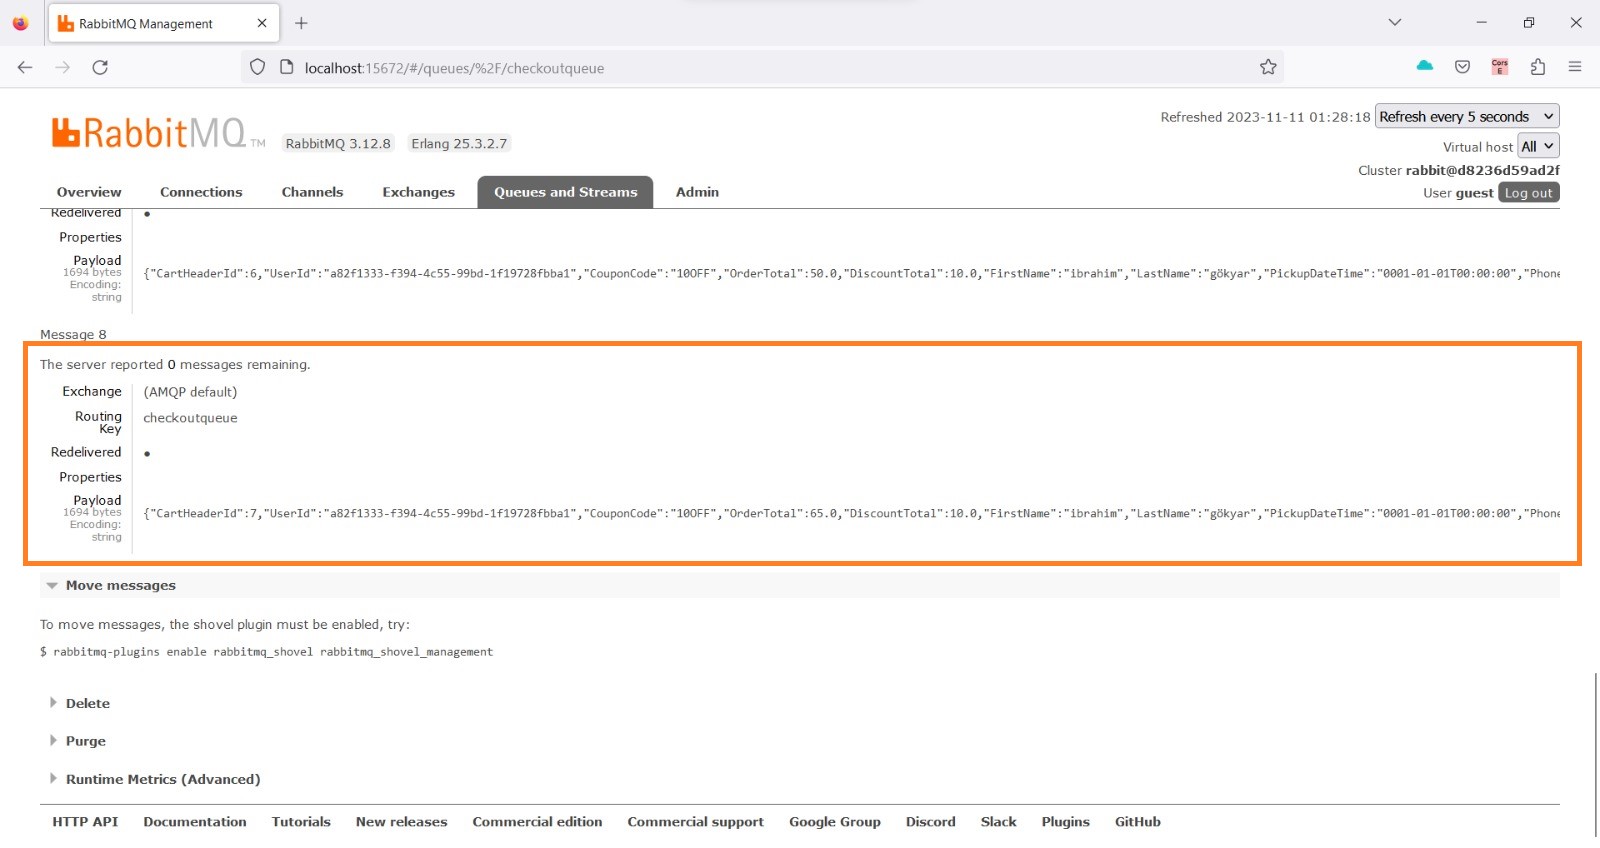 RabbitMQ Management
localhost:15672/#/queues/%2F/checkoutqueue
Cors
E
RabbitMQ TM
RabbitMQ 3.12.8
Erlang 25.3.2.7
Refreshed 2023-11-11 01:28:18 Refresh every 5 seconds
Virtual host All
Cluster rabbit@d8236d59ad2f
User guest Log out
Overview Connections Channels Exchanges Queues and Streams Admin
Redelivered ●
Properties
Payload
1694 bytes
Encoding:
string
{"CartHeaderId":6,"UserId":"a82f1333-f394-4c55-99bd-1f19728fbba1","CouponCode":"10OFF","OrderTotal":50.0,"DiscountTotal":10.0,"FirstName":"ibrahim","LastName":"gökyar","PickupDateTime":"0001-01-01T00:00:00","Phone
Message 8
The server reported 0 messages remaining.
Exchange (AMQP default)
Routing
Key
checkoutqueue
Redelivered ●
Properties
Payload
1694 bytes
Encoding:
string
{"CartHeaderId":7,"UserId":"a82f1333-f394-4c55-99bd-1f19728fbba1","CouponCode":"10OFF","OrderTotal":65.0,"DiscountTotal":10.0,"FirstName":"ibrahim","LastName":"gökyar","PickupDateTime":"0001-01-01T00:00:00","Phone
Move messages
To move messages, the shovel plugin must be enabled, try:
$ rabbitmq-plugins enable rabbitmq_shovel rabbitmq_shovel_management
Delete
Purge
Runtime Metrics (Advanced)
HTTP API Documentation Tutorials New releases Commercial edition Commercial support Google Group Discord Slack Plugins GitHub